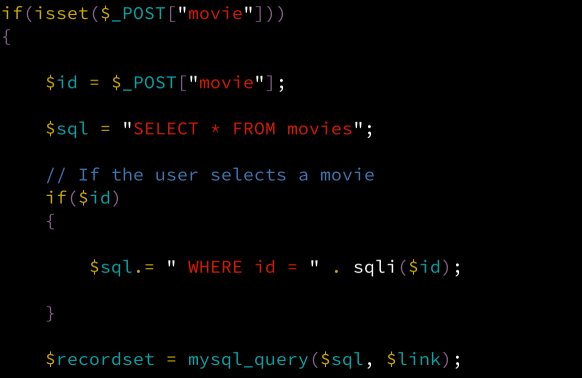 if(isset($_POST["movie"]))
{
$id = $_POST["movie"];
$sql = "SELECT * FROM movies";
// If the user selects a movie
if($id)
{
$sql.= " WHERE id = " . sqli($id);
}
$recordset = mysql_query($sql, $link);